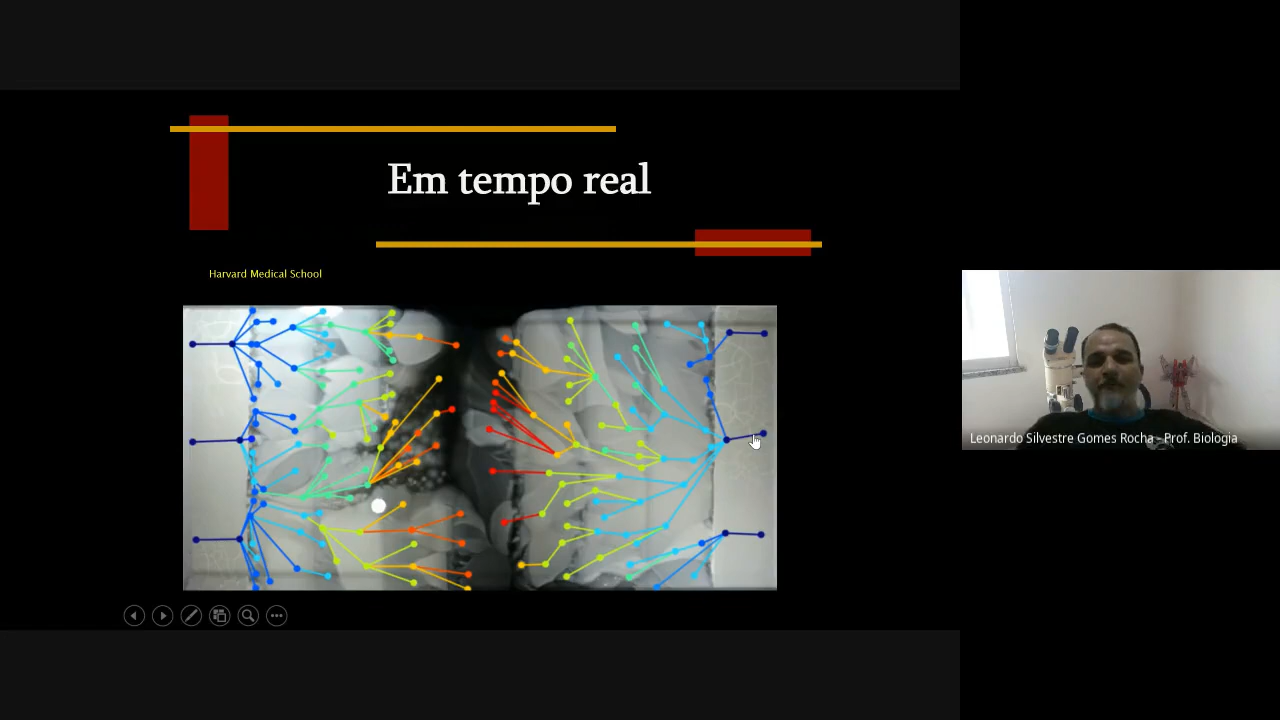 Em tempo real
Harvard Medical School
Leonardo Silvestre Gomes Rocha - Prof. Biologia